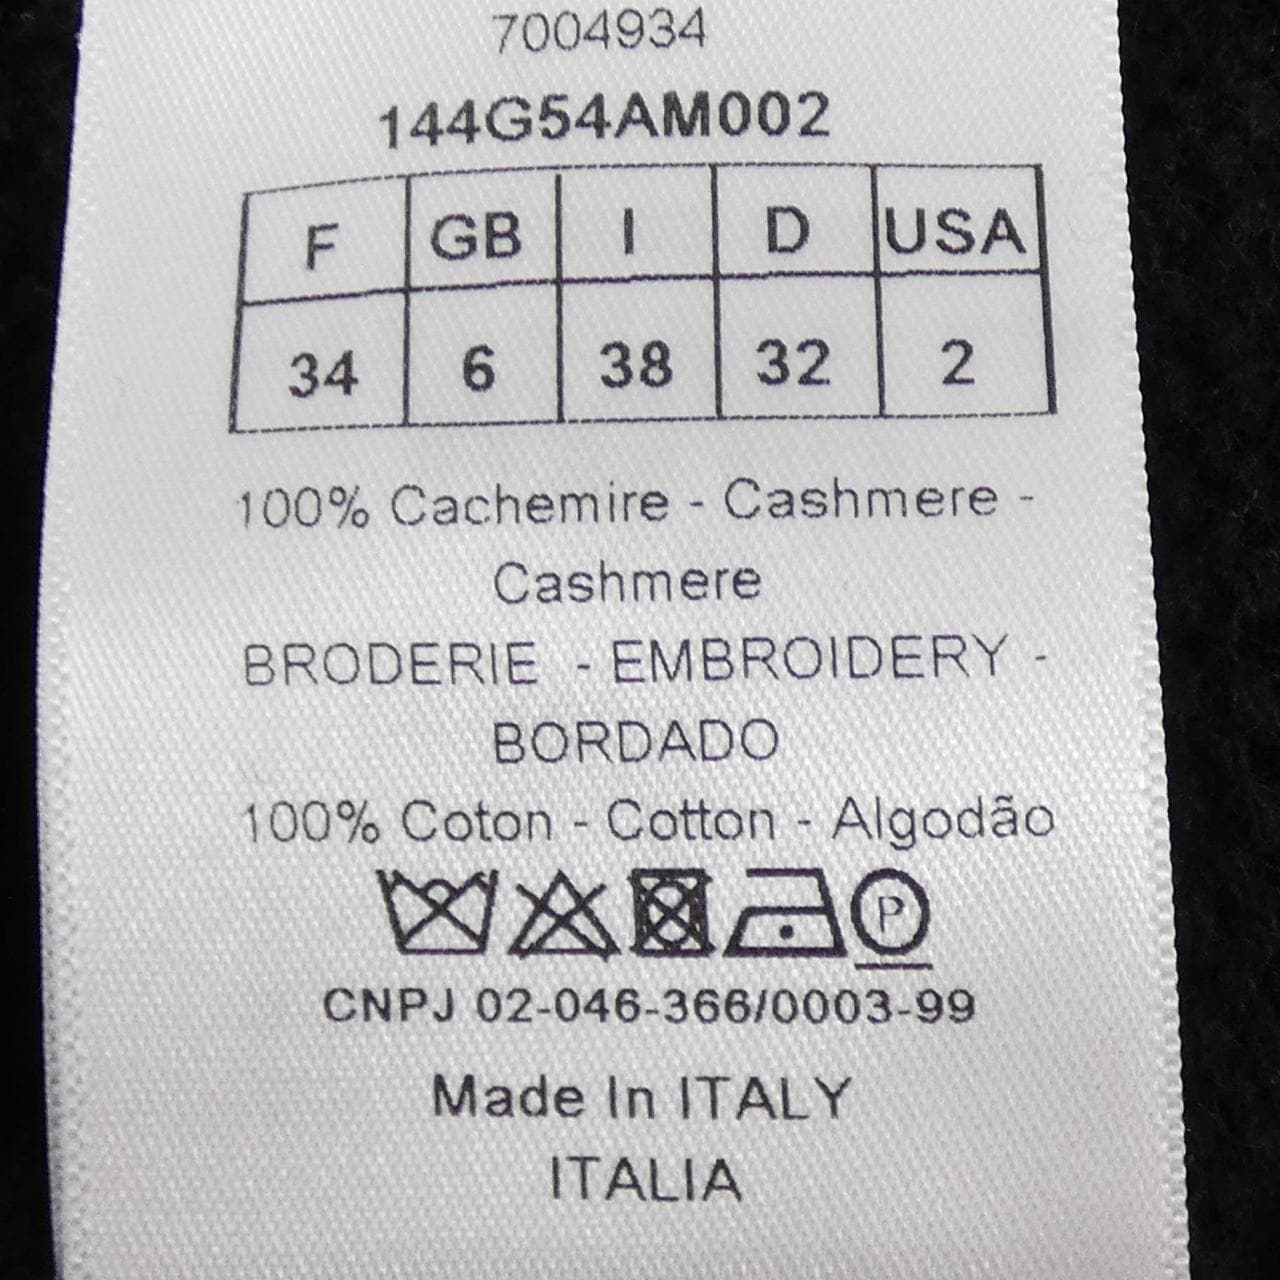 7004934
144G54AM002
F GB I D USA
34 6 38 32 2
100% Cachemire - Cashmere -
Cashmere
BRODERIE - EMBROIDERY -
BORDADO
100% Coton - Cotton - Algodão
P
CNPJ 02-046-366/0003-99
Made In ITALY
ITALIA